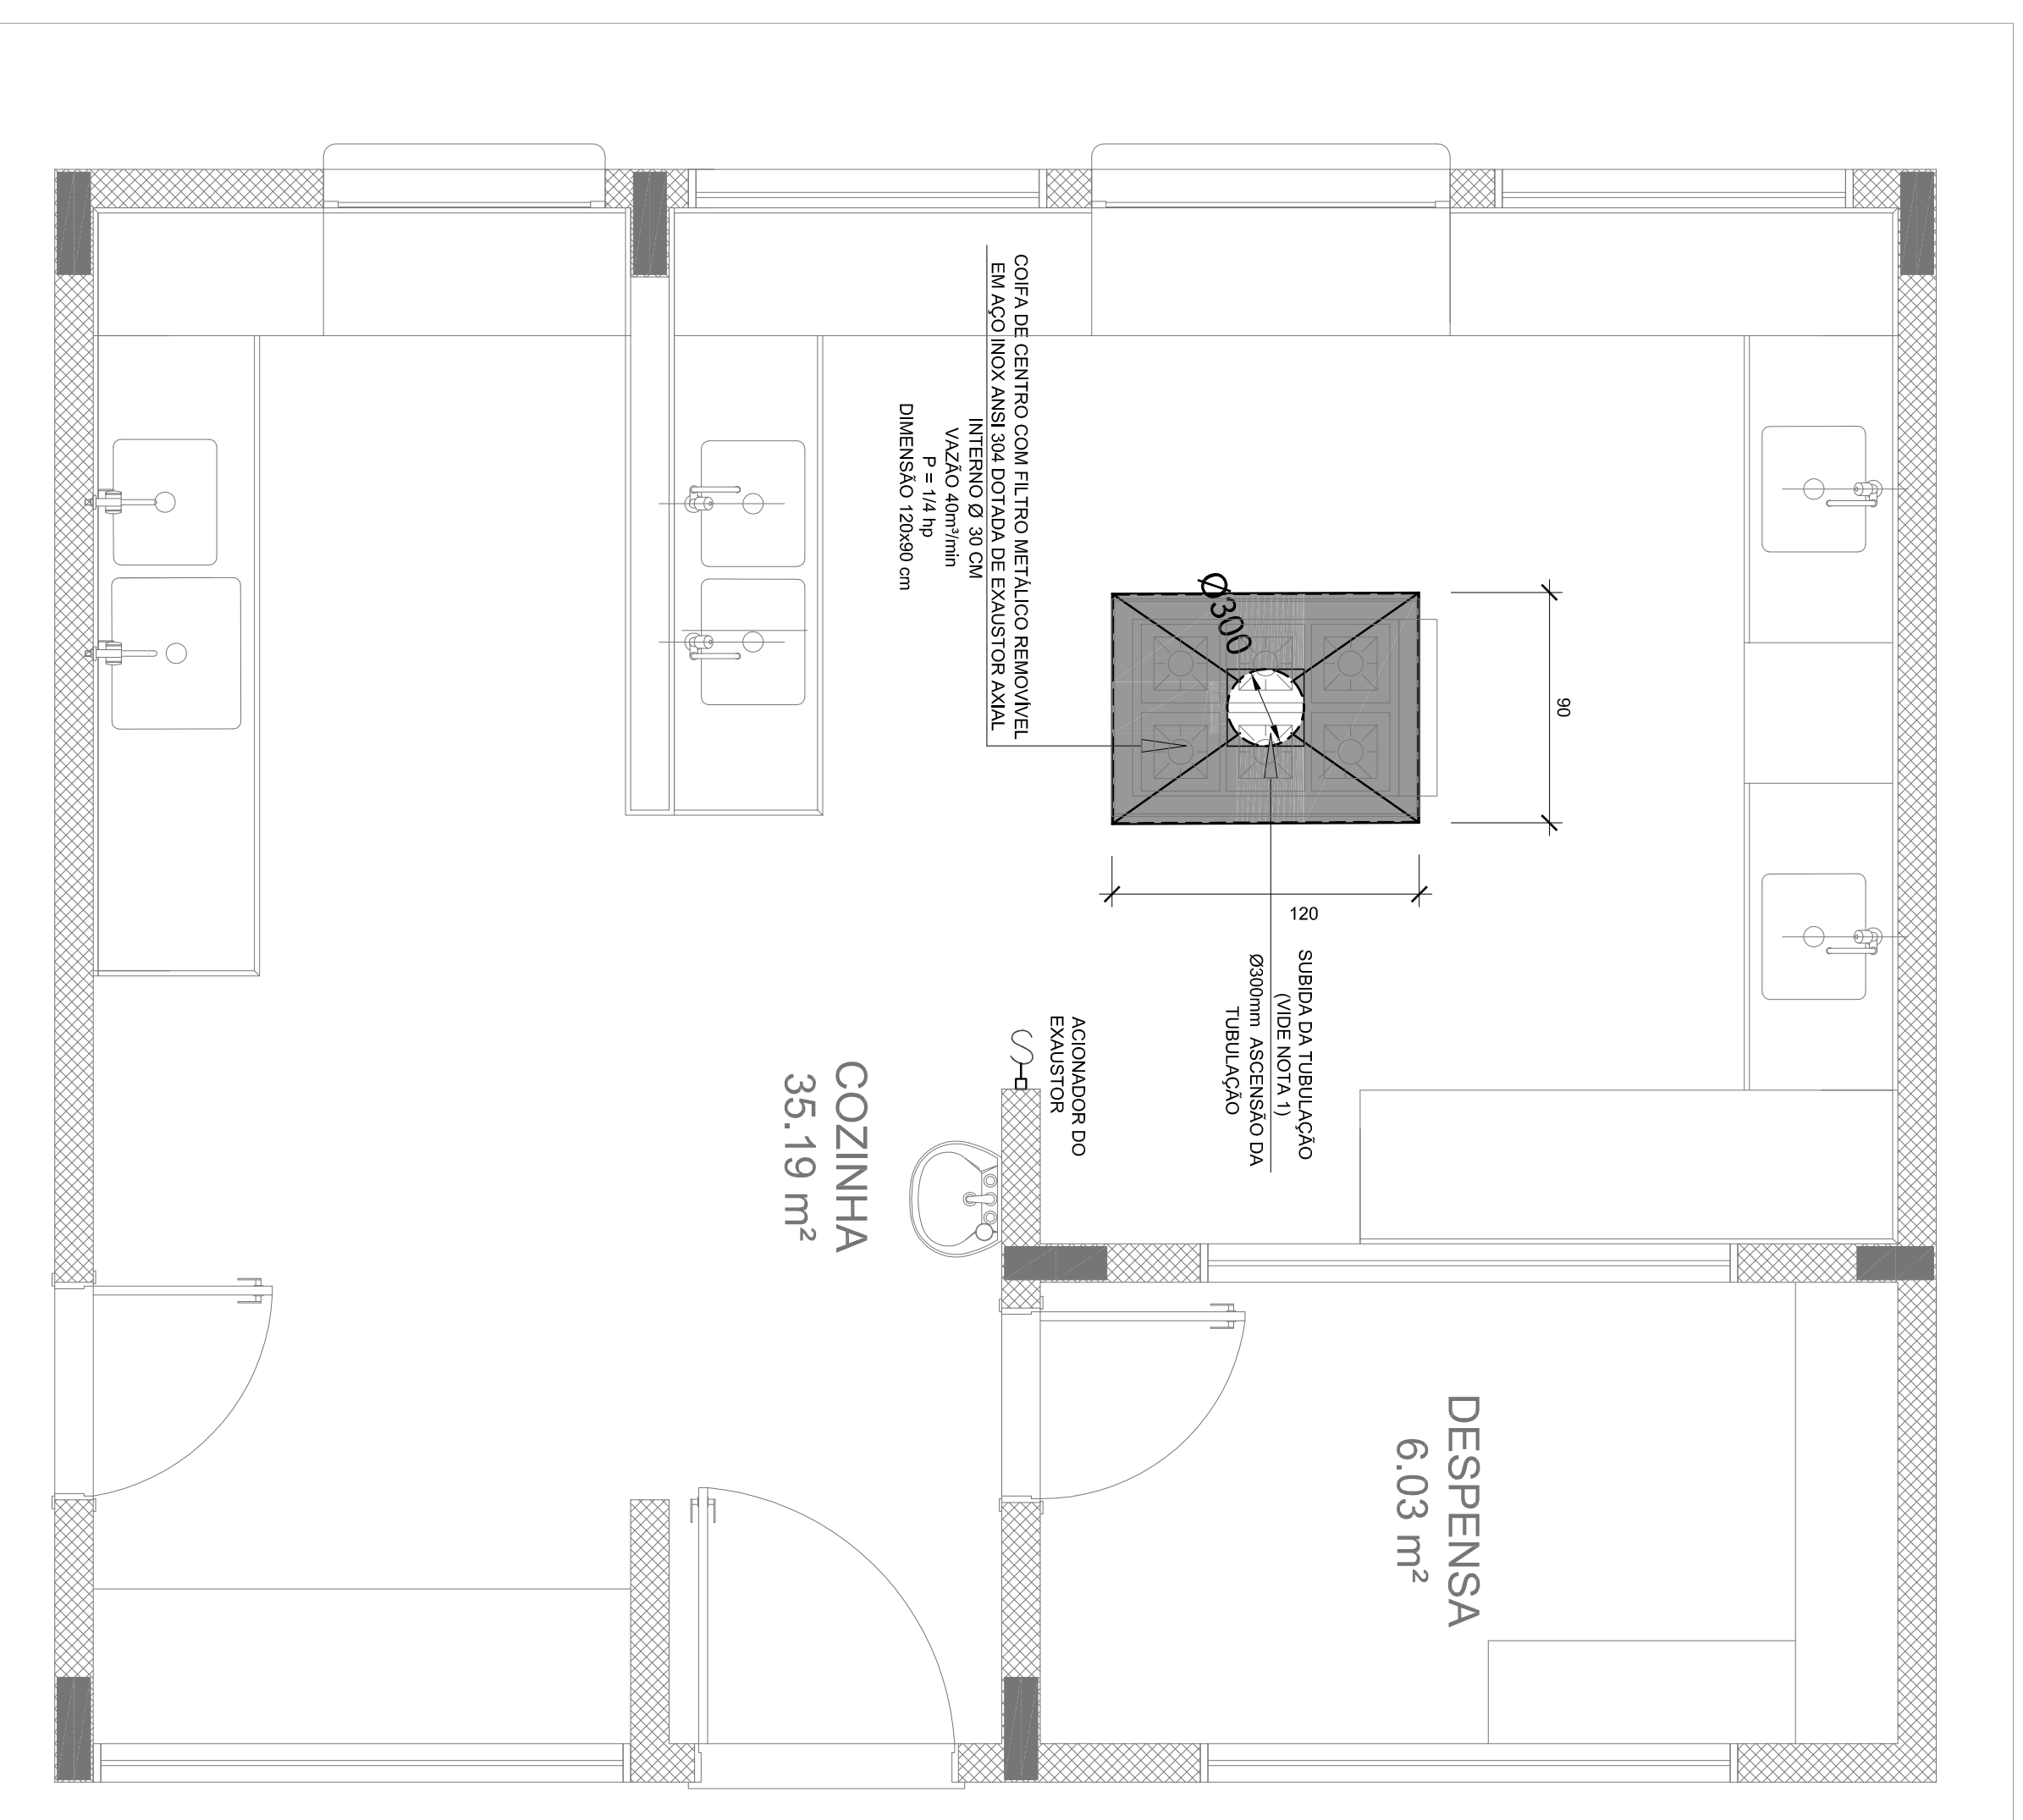 COIFA DE CENTRO COM FILTRO METÁLICO REMOVÍVEL
EM AÇO INOX ANSI 304 DOTADA DE EXAUSTOR AXIAL
INTERNO Ø 30 CM
VAZÃO 40m³/min
P = 1/4 hp
DIMENSÃO 120x90 cm
Ø300
90
120
SUBIDA DA TUBULAÇÃO
(VIDE NOTA 1)
Ø300mm ASCENSÃO DA
TUBULAÇÃO
ACIONADOR DO
EXAUSTOR
S
COZINHA
35.19 m²
DESPENSA
6.03 m²